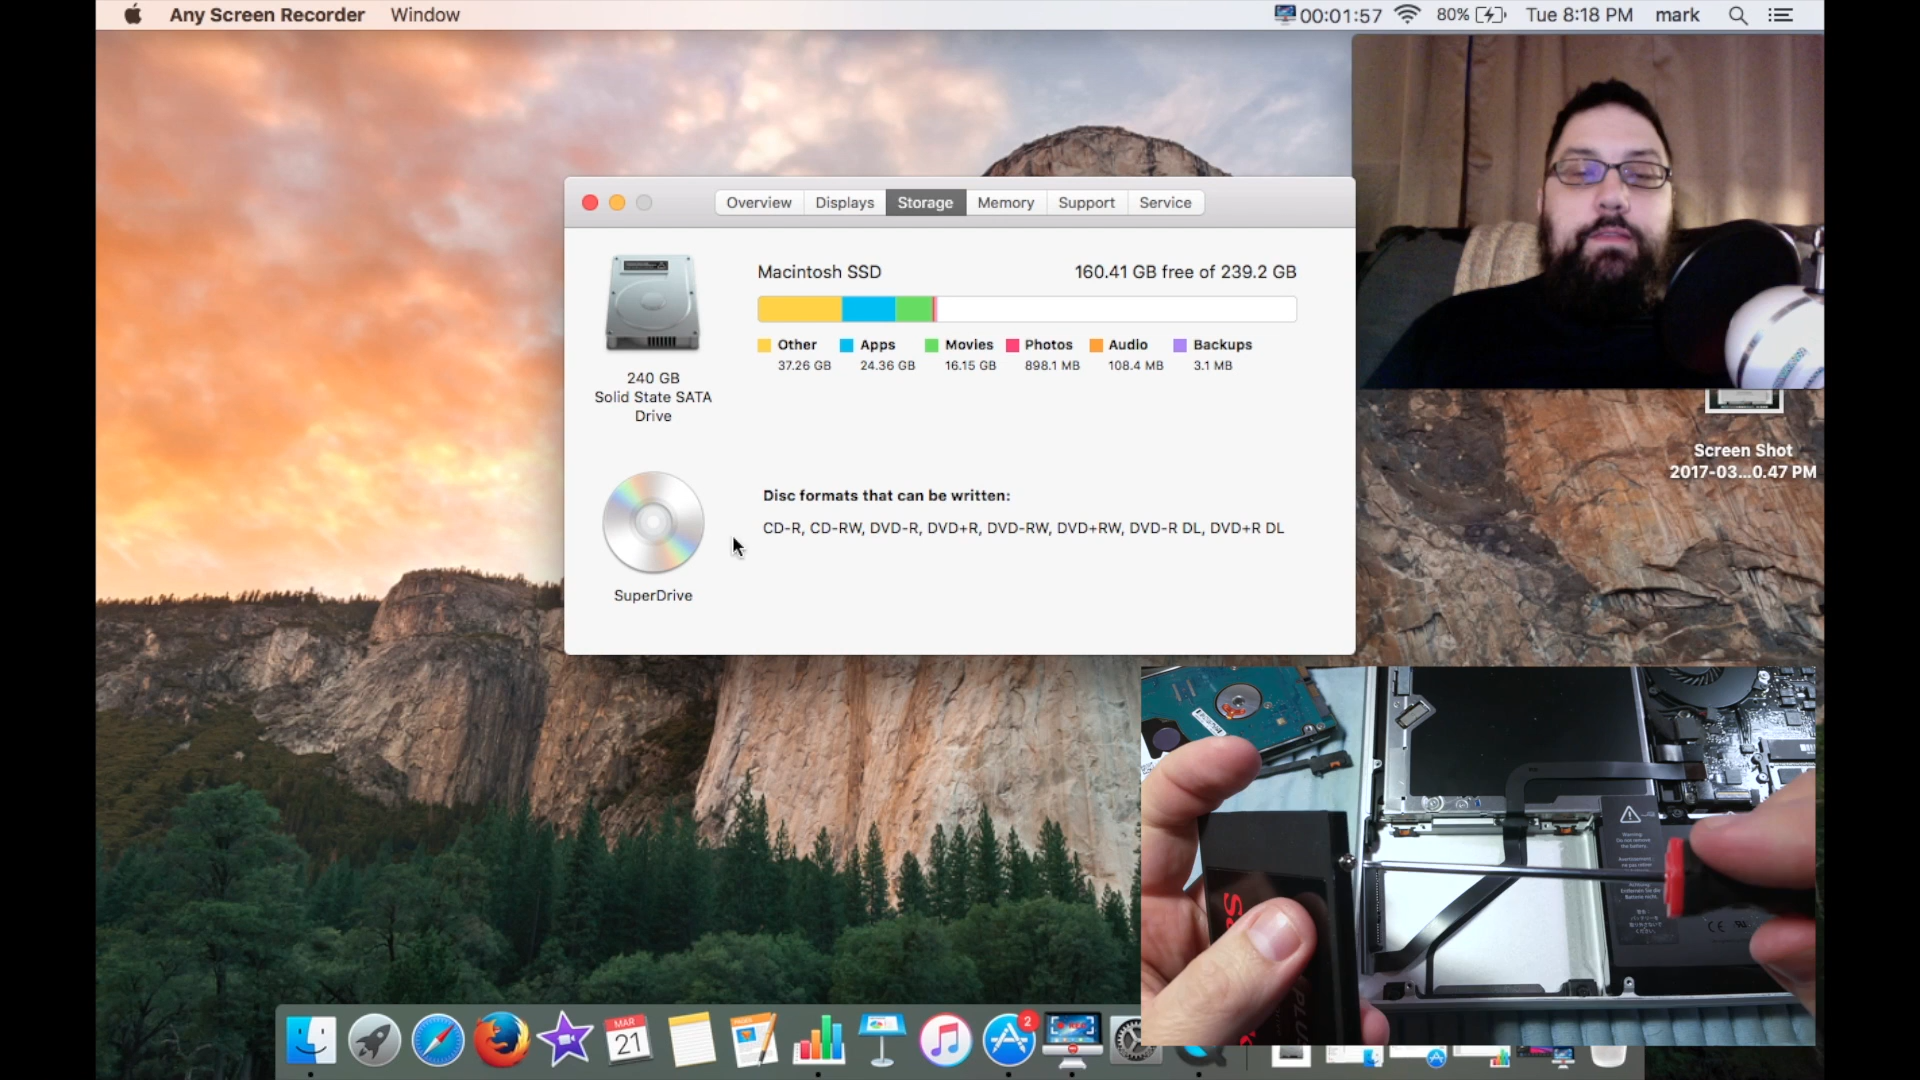 Any Screen Recorder Window
00:01:57 80% Tue 8:18 PM mark
Overview Displays Storage Memory Support Service
Macintosh SSD 160.41 GB free of 239.2 GB
Other Apps Movies Photos Audio Backups
37.26 GB 24.36 GB 16.15 GB 898.1 MB 108.4 MB 3.1 MB
240 GB
Solid State SATA
Drive
Disc formats that can be written:
CD-R, CD-RW, DVD-R, DVD+R, DVD-RW, DVD+RW, DVD-R DL, DVD+R DL
SuperDrive
Screen Shot
2017-03...0.47 PM
Warning:
PLUS
MAR
21
PAGES
2